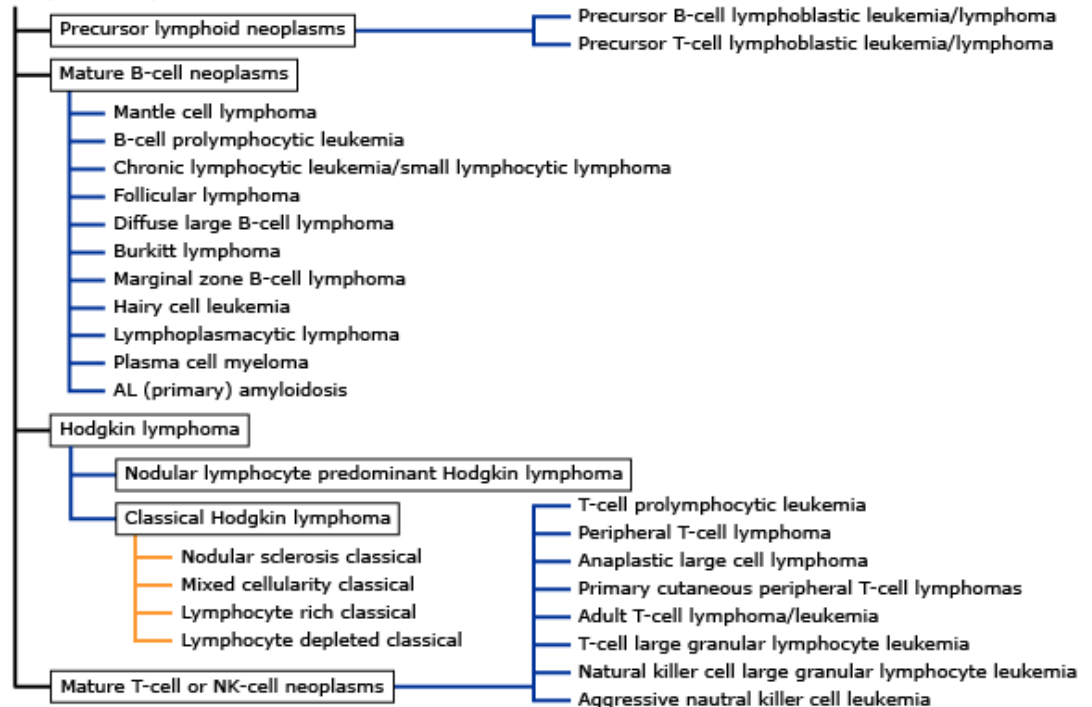 Precursor lymphoid neoplasms
Precursor B-cell lymphoblastic leukemia/lymphoma
Precursor T-cell lymphoblastic leukemia/lymphoma
Mature B-cell neoplasms
Mantle cell lymphoma
B-cell prolymphocytic leukemia
Chronic lymphocytic leukemia/small lymphocytic lymphoma
Follicular lymphoma
Diffuse large B-cell lymphoma
Burkitt lymphoma
Marginal zone B-cell lymphoma
Hairy cell leukemia
Lymphoplasmacytic lymphoma
Plasma cell myeloma
AL (primary) amyloidosis
Hodgkin lymphoma
Nodular lymphocyte predominant Hodgkin lymphoma
Classical Hodgkin lymphoma
Nodular sclerosis classical
Mixed cellularity classical
Lymphocyte rich classical
Lymphocyte depleted classical
Mature T-cell or NK-cell neoplasms
T-cell prolymphocytic leukemia
Peripheral T-cell lymphoma
Anaplastic large cell lymphoma
Primary cutaneous peripheral T-cell lymphomas
Adult T-cell lymphoma/leukemia
T-cell large granular lymphocyte leukemia
Natural killer cell large granular lymphocyte leukemia
Aggressive nautral killer cell leukemia